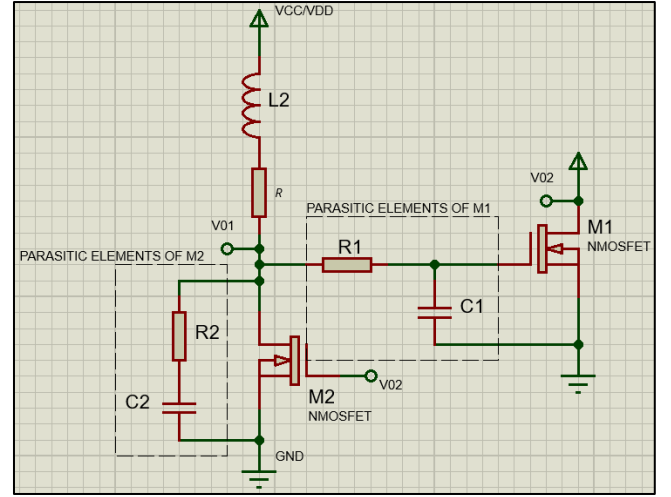 VCC/VDD
L2
R
V02
V01
PARASITIC ELEMENTS OF M1
M1
NMOSFET
PARASITIC ELEMENTS OF M2
R1
C1
R2
M2
NMOSFET
V02
C2
GND